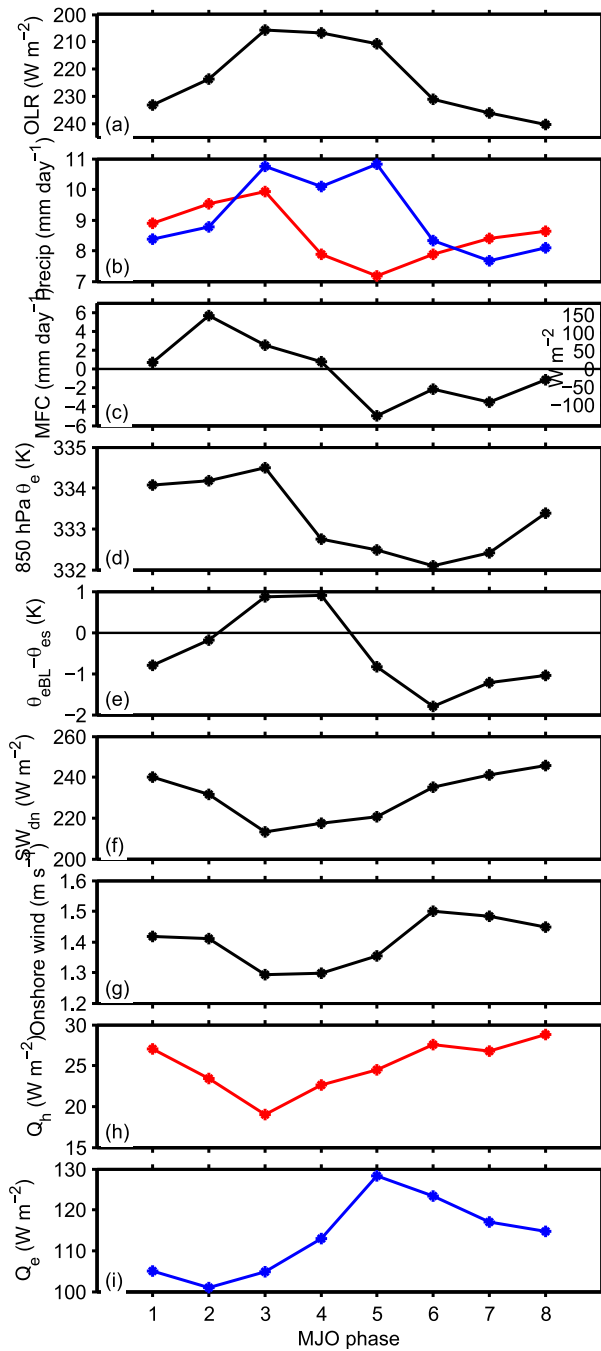 200
210
220
230
240
OLR (W m−2)
(a)
11
10
9
8
7
Precip (mm day−1)
(b)
6
4
2
0
−2
−4
−6
MFC (mm day−1)
150
100
50
0
−50
−100
W m−2
(c)
335
334
333
332
850 hPa θe (K)
(d)
1
0
−1
−2
θeBL−θes (K)
(e)
260
240
220
200
SWdn (W m−2)
(f)
1.6
1.5
1.4
1.3
1.2
Onshore wind (m s−1)
(g)
30
25
20
15
Qh (W m−2)
(h)
130
120
110
100
Qe (W m−2)
(i)
1 2 3 4 5 6 7 8
MJO phase